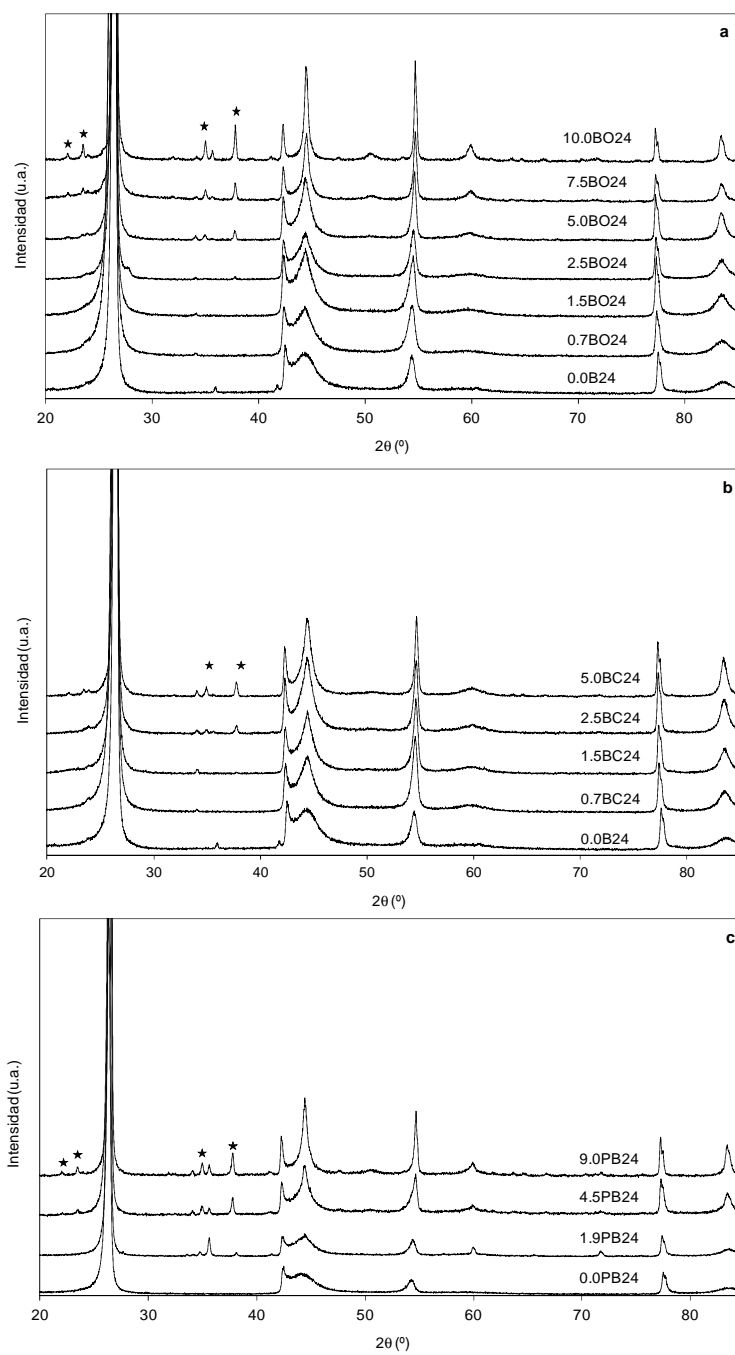 a
Intensidad (u.a.)
10.0BO24
7.5BO24
5.0BO24
2.5BO24
1.5BO24
0.7BO24
0.0B24
20 30 40 50 60 70 80
2θ (º)
b
Intensidad (u.a.)
5.0BC24
2.5BC24
1.5BC24
0.7BC24
0.0B24
20 30 40 50 60 70 80
2θ (º)
c
Intensidad (u.a.)
9.0PB24
4.5PB24
1.9PB24
0.0PB24
20 30 40 50 60 70 80
2θ (º)